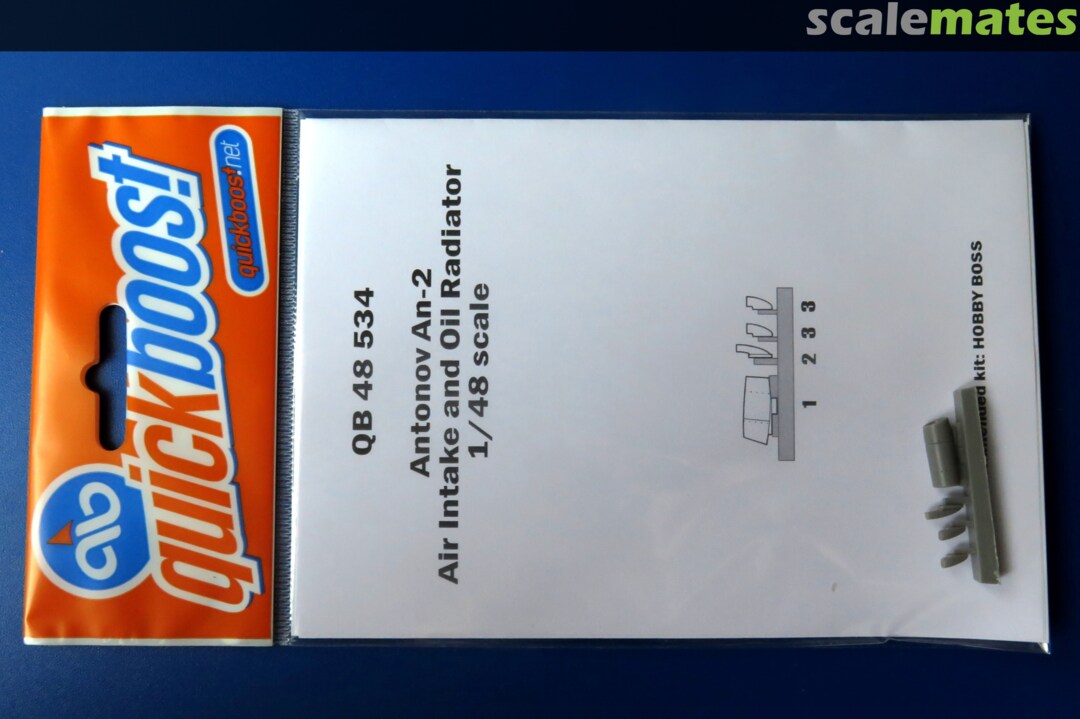 scalemates
quickboost
quickboost.net
QB 48 534
Antonov An-2
Air Intake and Oil Radiator
1/48 scale
1 2 3 3
kit: HOBBY BOSS